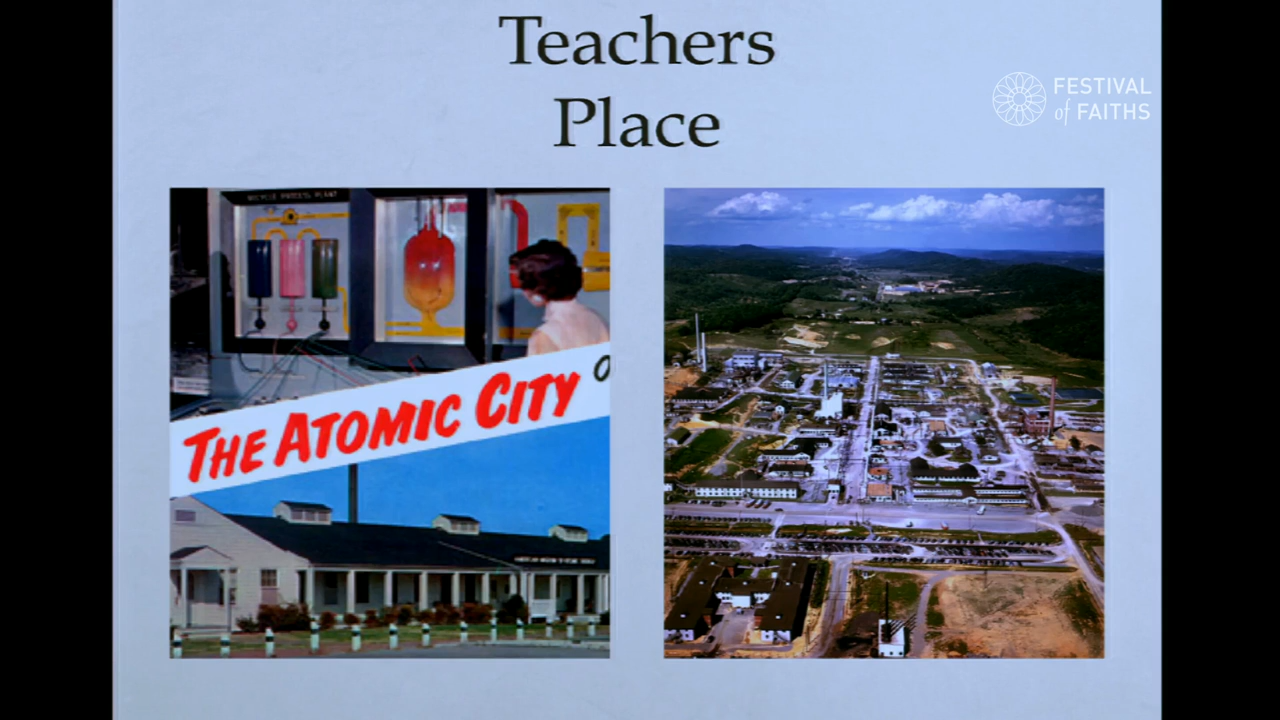 Teachers
Place
FESTIVAL
of FAITHS
THE ATOMIC CITY